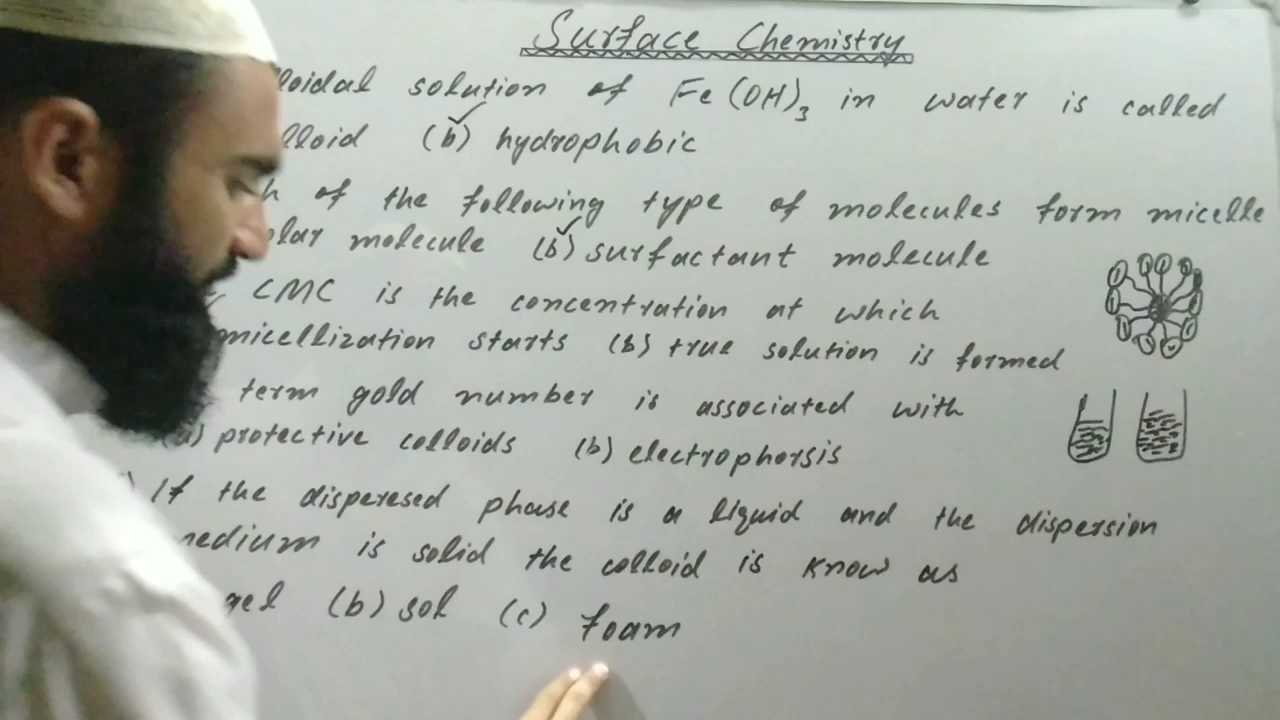 Surface Chemistry
solution of Fe(OH)3 in water is called
(b) hydrophobic
of the following type of molecules form micelle
molecule (b) surfactant molecule
CMC is the concentration at which
micellization starts (b) true solution is formed
term gold number is associated with
(a) protective colloids (b) electrophorsis
If the disperesed phase is a liquid and the dispersion
medium is solid the colloid is know as
gel (b) sol (c) foam